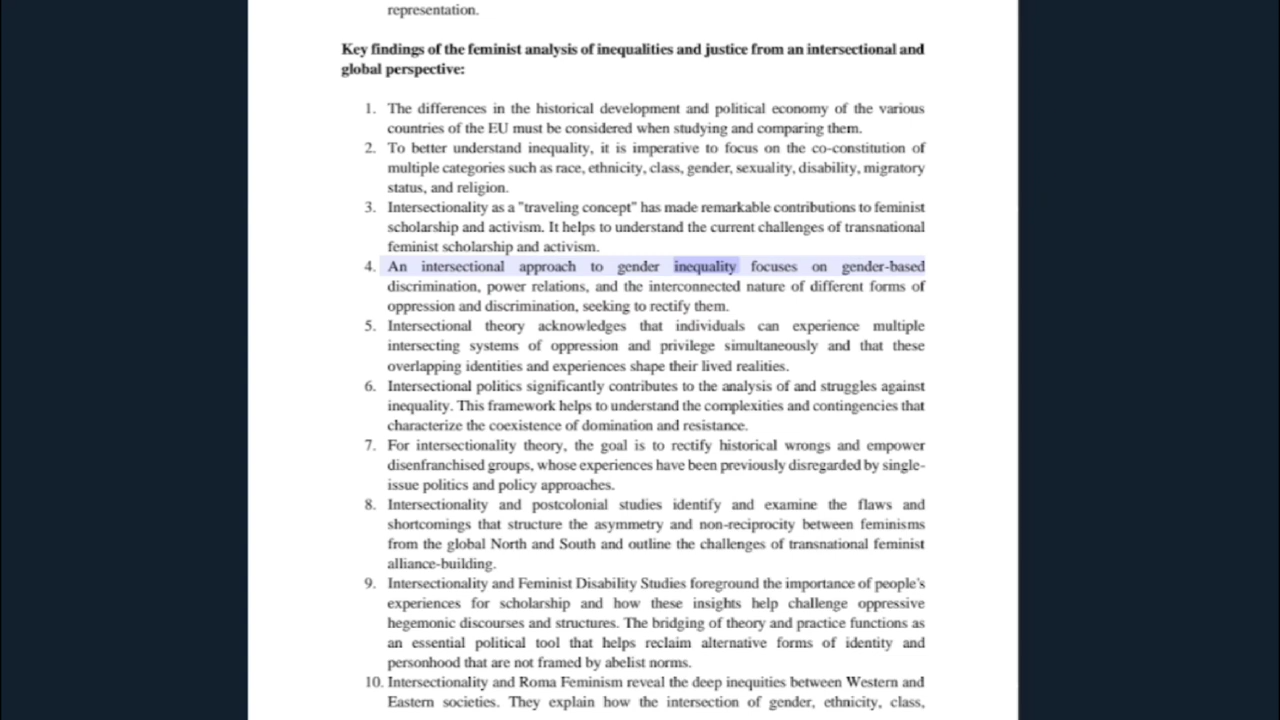 representation.
Key findings of the feminist analysis of inequalities and justice from an intersectional and
global perspective:
1. The differences in the historical development and political economy of the various
countries of the EU must be considered when studying and comparing them.
2. To better understand inequality, it is imperative to focus on the co-constitution of
multiple categories such as race, ethnicity, class, gender, sexuality, disability, migratory
status, and religion.
3. Intersectionality as a "traveling concept" has made remarkable contributions to feminist
scholarship and activism. It helps to understand the current challenges of transnational
feminist scholarship and activism.
4. An intersectional approach to gender inequality focuses on gender-based
discrimination, power relations, and the interconnected nature of different forms of
oppression and discrimination, seeking to rectify them.
5. Intersectional theory acknowledges that individuals can experience multiple
intersecting systems of oppression and privilege simultaneously and that these
overlapping identities and experiences shape their lived realities.
6. Intersectional politics significantly contributes to the analysis of and struggles against
inequality. This framework helps to understand the complexities and contingencies that
characterize the coexistence of domination and resistance.
7. For intersectionality theory, the goal is to rectify historical wrongs and empower
disenfranchised groups, whose experiences have been previously disregarded by single-
issue politics and policy approaches.
8. Intersectionality and postcolonial studies identify and examine the flaws and
shortcomings that structure the asymmetry and non-reciprocity between feminisms
from the global North and South and outline the challenges of transnational feminist
alliance-building.
9. Intersectionality and Feminist Disability Studies foreground the importance of people's
experiences for scholarship and how these insights help challenge oppressive
hegemonic discourses and structures. The bridging of theory and practice functions as
an essential political tool that helps reclaim alternative forms of identity and
personhood that are not framed by abelist norms.
10. Intersectionality and Roma Feminism reveal the deep inequities between Western and
Eastern societies. They explain how the intersection of gender, ethnicity, class,